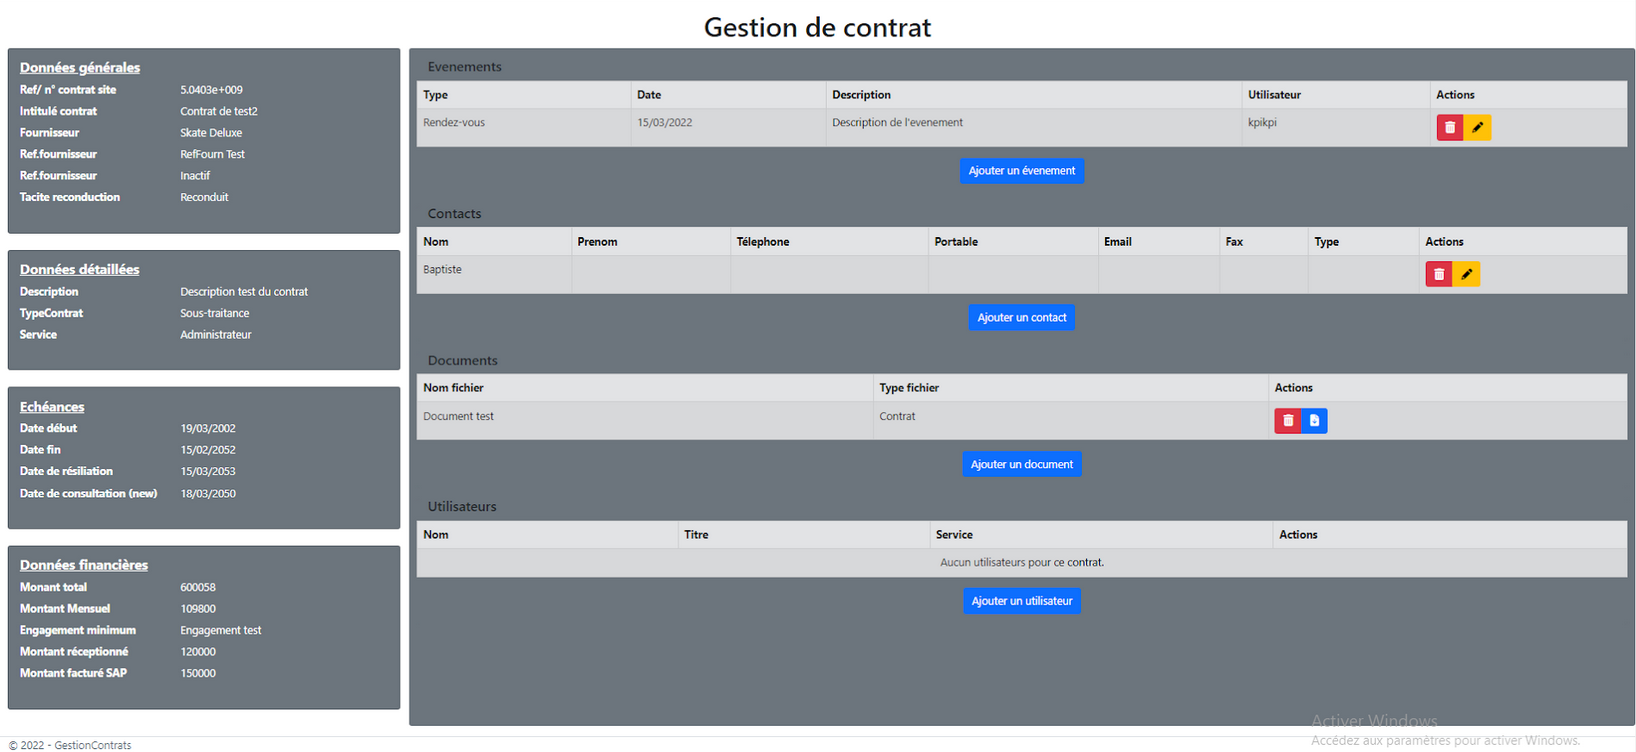 Gestion de contrat
Données générales
Ref/ n° contrat site 5.0403e+009
Intitulé contrat Contrat de test2
Fournisseur Skate Deluxe
Ref.fournisseur RefFourn Test
Ref.fournisseur Inactif
Tacite reconduction Reconduit
Données détaillées
Description Description test du contrat
TypeContrat Sous-traitance
Service Administrateur
Echéances
Date début 19/03/2002
Date fin 15/02/2052
Date de résiliation 15/03/2053
Date de consultation (new) 18/03/2050
Données financières
Monant total 600058
Montant Mensuel 109800
Engagement minimum Engagement test
Montant réceptionné 120000
Montant facturé SAP 150000
Evenements
Type Date Description Utilisateur Actions
Rendez-vous 15/03/2022 Description de l'evenement kpikpi
Ajouter un évenement
Contacts
Nom Prenom Télephone Portable Email Fax Type Actions
Baptiste
Ajouter un contact
Documents
Nom fichier Type fichier Actions
Document test Contrat
Ajouter un document
Utilisateurs
Nom Titre Service Actions
Aucun utilisateurs pour ce contrat.
Ajouter un utilisateur
Activer Windows
Accédez aux paramètres pour activer Windows.
© 2022 - GestionContrats